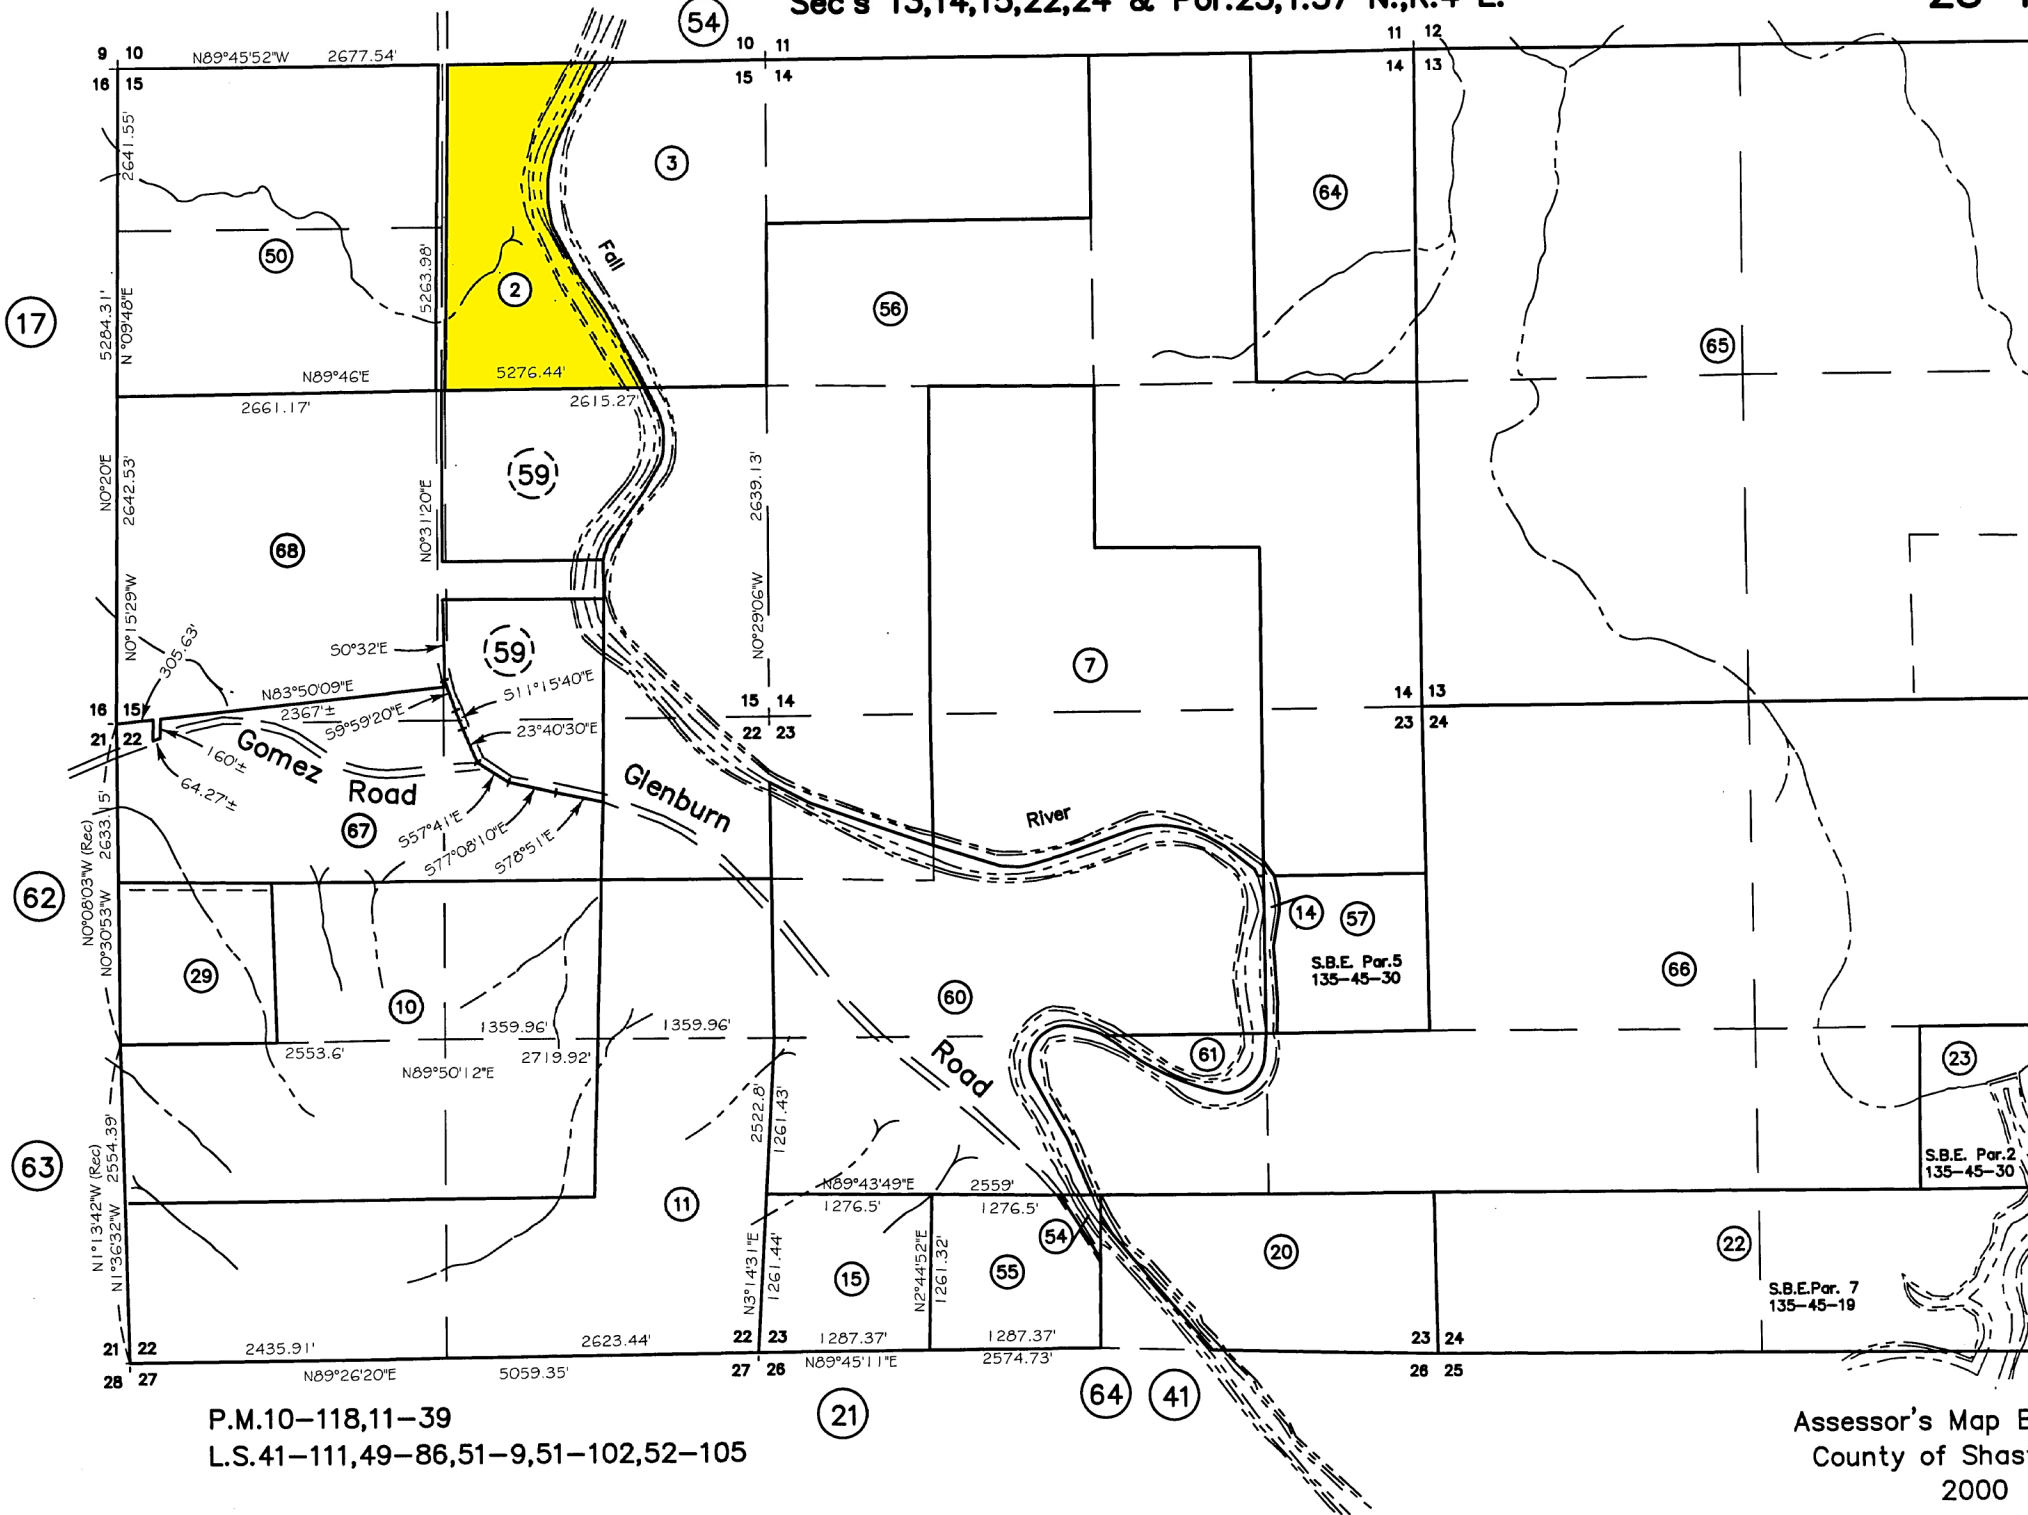 54
Sec's 13,14,15,22,24 & Por.23,T.37 N.,R.4 E.
9 10
16 15
N89°45'52"W 2677.54'
10 11
15 14
11 12
14 13
2641.55'
3
64
50
Fall
5263.98'
2
56
17
5284.31'
N °09'48"E
65
N89°46'E
5276.44'
2661.17'
2615.27'
59
N0°20'E
2642.53'
N0°31'20"E
2639.13'
68
N0°15'29"W
N0°29'06"W
305.63'
S0°32'E
59
7
N83°50'09"E
S11°15'40"E
2367'±
S9°59'20"E
16 15
21 22
15 14
22 23
14 13
23 24
23°40'30"E
160'±
64.27'±
Gomez
Road
Glenburn
River
67
S57°41'E
S77°08'10"E
S78°51'E
2633.15'
N0°08'03"W (Rec)
N0°30'53"W
62
14
57
S.B.E. Par.5
135-45-30
29
10
60
66
1359.96'
1359.96'
2553.6'
2719.92'
N89°50'12"E
Road
61
23
2522.8'
1261.43'
63
2554.39'
N1°13'42"W (Rec)
N1°36'32"W
S.B.E. Par.2
135-45-30
N89°43'49"E
2559'
1276.5'
1276.5'
11
54
20
22
N3°14'31"E
1261.44'
N2°44'52"E
1261.32'
15
55
S.B.E.Par. 7
135-45-19
21 22
28 27
2435.91'
2623.44'
22 23
27 26
1287.37'
1287.37'
23 24
26 25
N89°26'20"E
5059.35'
N89°45'11"E
2574.73'
21
64
41
P.M.10-118,11-39
L.S.41-111,49-86,51-9,51-102,52-105
Assessor's Map B
County of Shas
2000